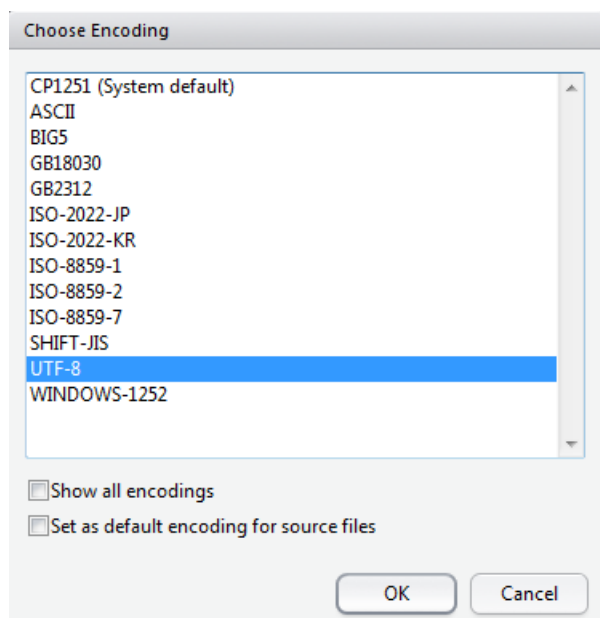 Choose Encoding
CP1251 (System default)
ASCII
BIG5
GB18030
GB2312
ISO-2022-JP
ISO-2022-KR
ISO-8859-1
ISO-8859-2
ISO-8859-7
SHIFT-JIS
UTF-8
WINDOWS-1252
Show all encodings
Set as default encoding for source files
OK Cancel